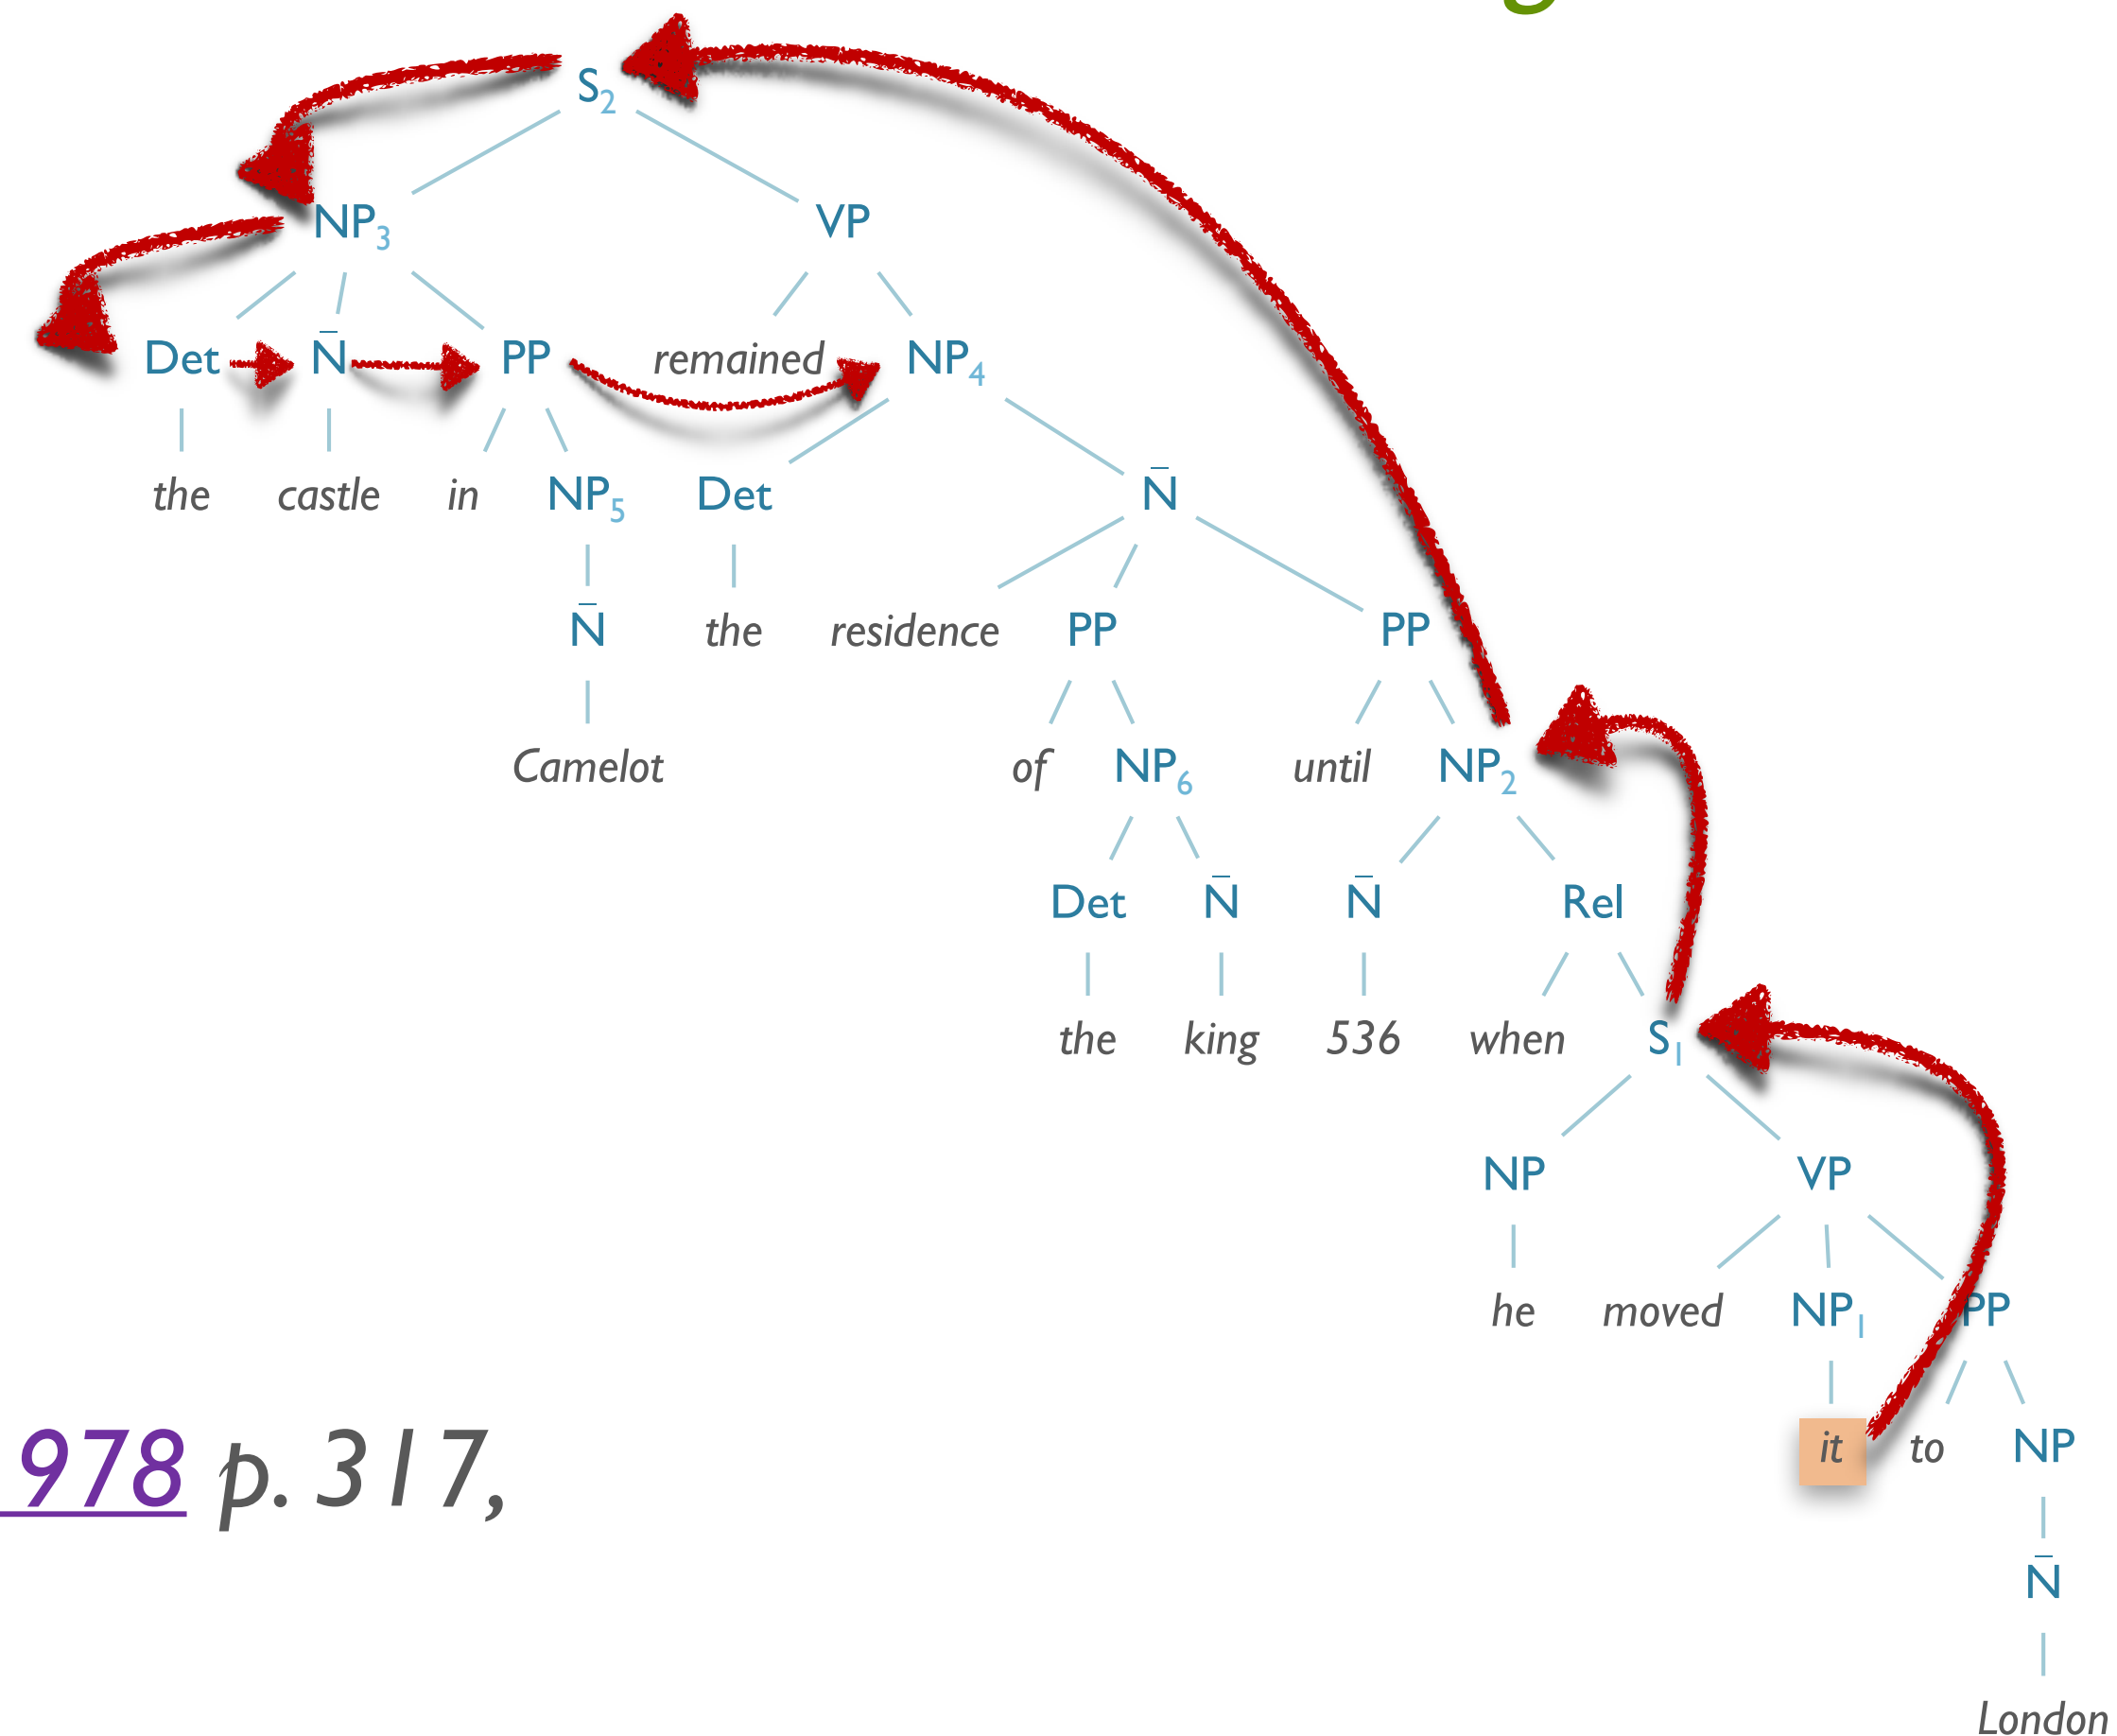 S2
NP3 VP
Det N̄ PP remained NP4
the castle in NP5 Det N̄
N̄ the residence PP PP
Camelot of NP6 until NP2
Det N̄ N̄ Rel
the king 536 when S1
NP VP
he moved NP1 PP
it to NP
978 p. 317,
N̄
London